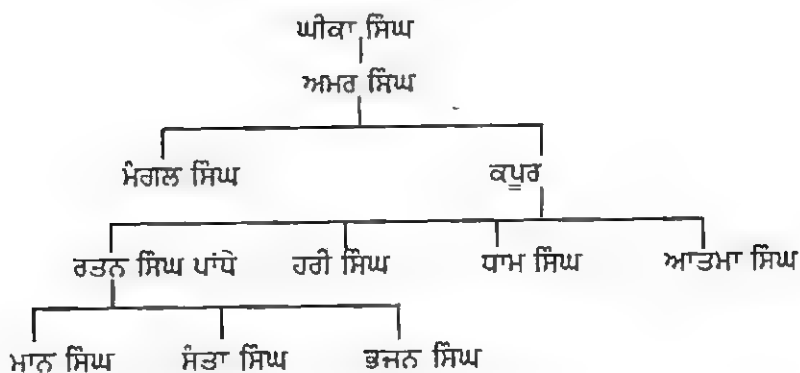 ਘੀਕਾ ਸਿੰਘ
ਅਮਰ ਸਿੰਘ
ਮੰਗਲ ਸਿੰਘ ਕਪੂਰ
ਰਤਨ ਸਿੰਘ ਪਾਂਧੇ ਹਰੀ ਸਿੰਘ ਧਾਮ ਸਿੰਘ ਆਤਮਾ ਸਿੰਘ
ਮਾਨ ਸਿੰਘ ਸੰਤਾ ਸਿੰਘ ਭਜਨ ਸਿੰਘ